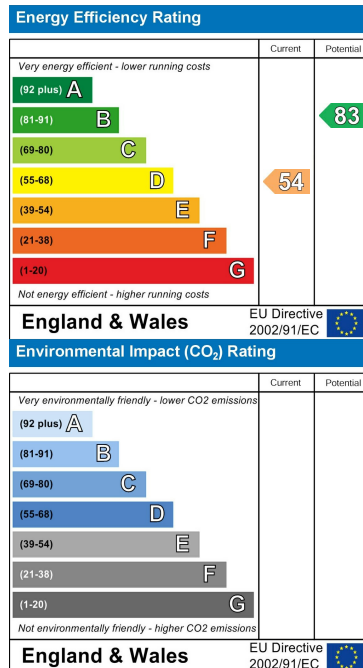 Energy Efficiency Rating
Current Potential
Very energy efficient - lower running costs
(92 plus) A
(81-91) B
83
(69-80) C
(55-68) D
54
(39-54) E
(21-38) F
(1-20) G
Not energy efficient - higher running costs
England & Wales
EU Directive
2002/91/EC
Environmental Impact (CO₂) Rating
Current Potential
Very environmentally friendly - lower CO2 emissions
(92 plus) A
(81-91) B
(69-80) C
(55-68) D
(39-54) E
(21-38) F
(1-20) G
Not environmentally friendly - higher CO2 emissions
England & Wales
EU Directive
2002/91/EC